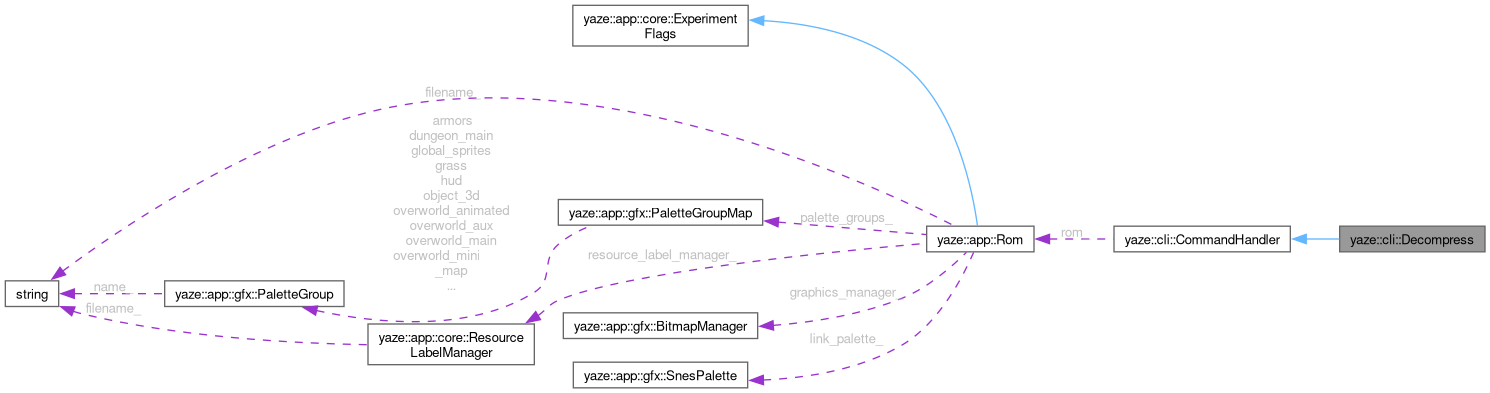 yaze::app::core::Experiment
Flags
filename_
armors
dungeon_main
global_sprites
grass
hud
object_3d
overworld_animated
overworld_aux
overworld_main
overworld_mini
_map
...
yaze::app::gfx::PaletteGroupMap
palette_groups_
yaze::app::Rom
rom
yaze::cli::CommandHandler
yaze::cli::Decompress
resource_label_manager_
string
name_
yaze::app::gfx::PaletteGroup
filename_
graphics_manager
yaze::app::core::Resource
LabelManager
yaze::app::gfx::BitmapManager
link_palette_
yaze::app::gfx::SnesPalette